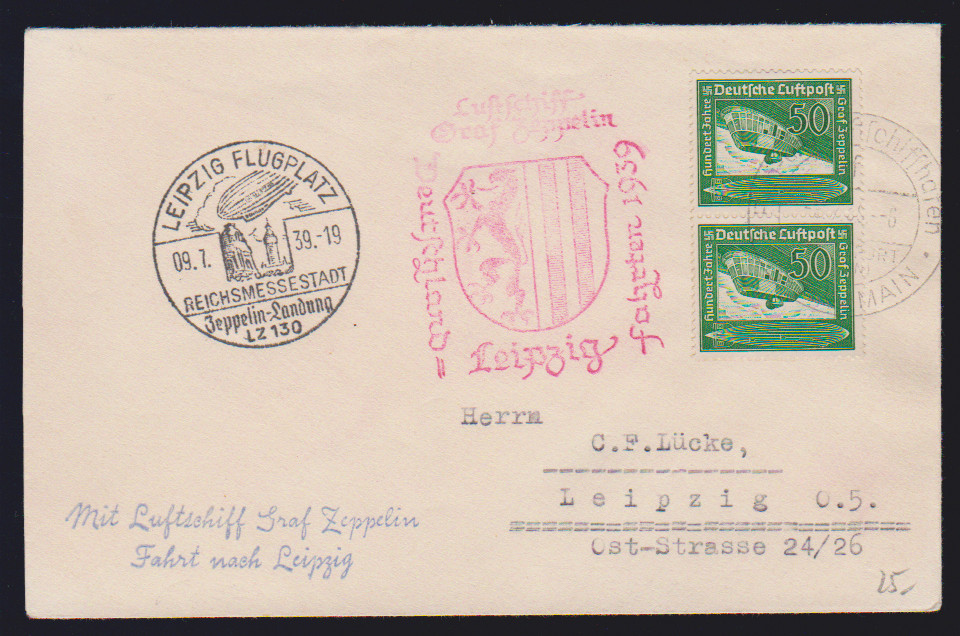 LEIPZIG FLUGPLATZ
09.7. 39.-19
REICHSMESSESTADT
Zeppelin-Landung
LZ 130
Luftschiff
Graf Zeppelin
Deutschland=
Fahrten 1939
Leipzig
Deutsche Luftpost
Hundert Jahre
50
Graf Zeppelin
Deutsche Luftpost
Hundert Jahre
50
Graf Zeppelin
MAIN
Herrn
C.F.Lücke,
Leipzig O.5.
Ost-Strasse 24/26
Mit Luftschiff Graf Zeppelin
Fahrt nach Leipzig
25,-